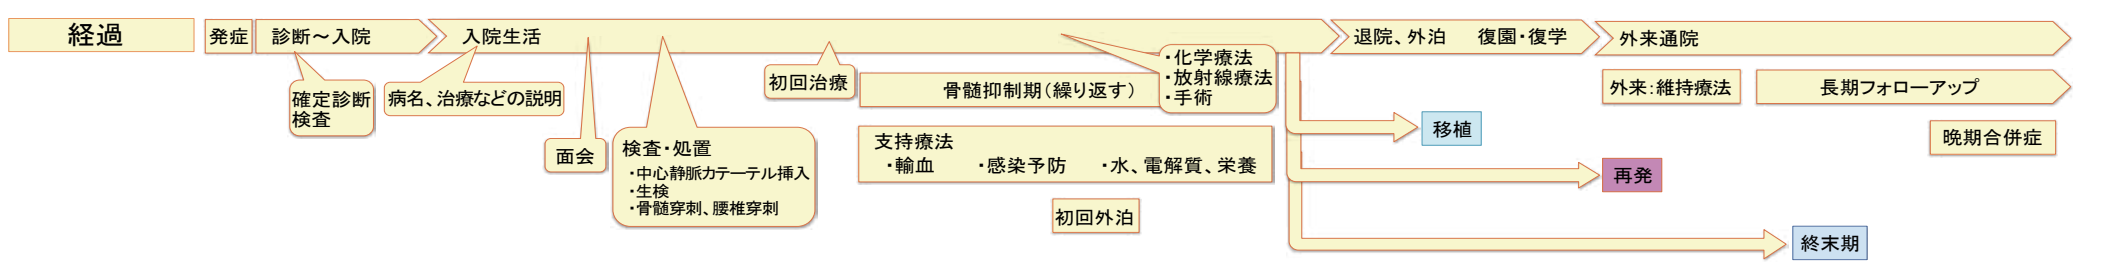 経過
発症
診断～入院
入院生活
退院、外泊　復園・復学
外来通院
確定診断
検査
病名、治療などの説明
面会
検査・処置
・中心静脈カテーテル挿入
・生検
・骨髄穿刺、腰椎穿刺
初回治療
骨髄抑制期（繰り返す）
・化学療法
・放射線療法
・手術
支持療法
・輸血　・感染予防　・水、電解質、栄養
初回外泊
移植
再発
終末期
外来：維持療法
長期フォローアップ
晩期合併症